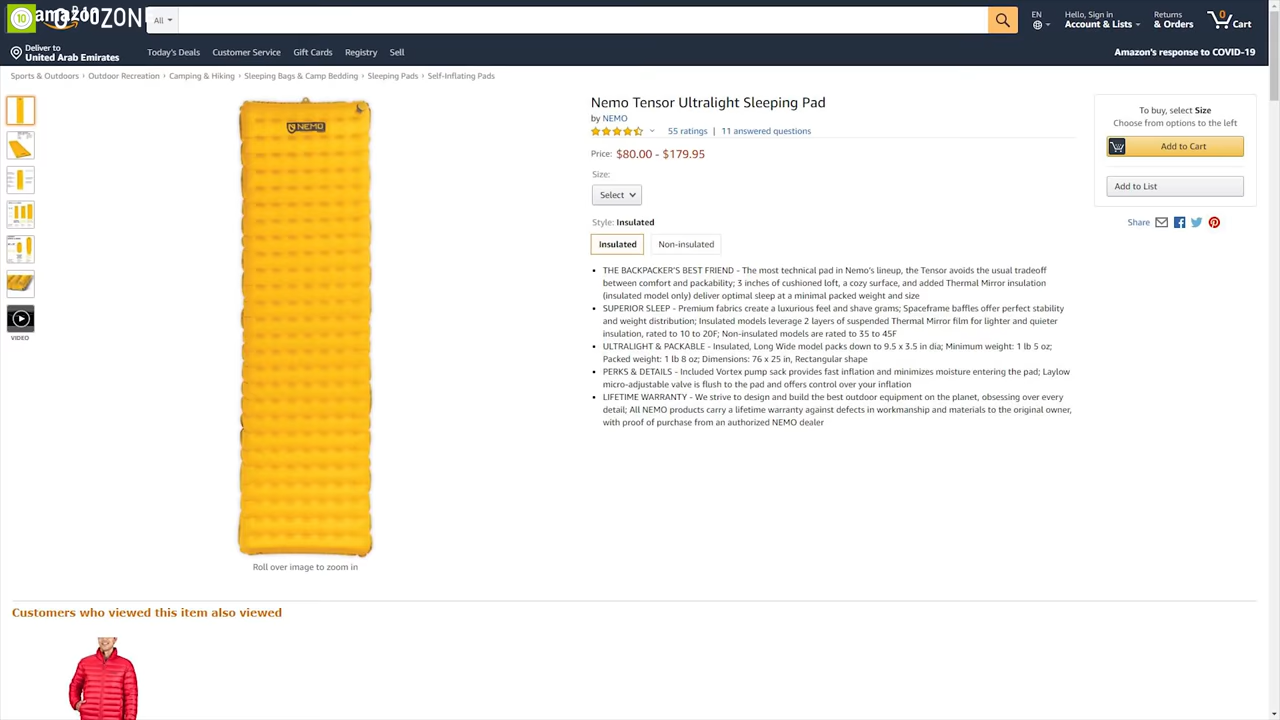 10
amazon
ZONE
All
EN
Hello, Sign in
Account & Lists
Returns
& Orders
0
Cart
Deliver to
United Arab Emirates
Today's Deals
Customer Service
Gift Cards
Registry
Sell
Amazon's response to COVID-19
Sports & Outdoors › Outdoor Recreation › Camping & Hiking › Sleeping Bags & Camp Bedding › Sleeping Pads › Self-Inflating Pads
NEMO
VIDEO
Roll over image to zoom in
Nemo Tensor Ultralight Sleeping Pad
by NEMO
55 ratings | 11 answered questions
Price: $80.00 - $179.95
Size:
Select
Style: Insulated
Insulated
Non-insulated
• THE BACKPACKER'S BEST FRIEND - The most technical pad in Nemo's lineup, the Tensor avoids the usual tradeoff
between comfort and packability; 3 inches of cushioned loft, a cozy surface, and added Thermal Mirror insulation
(insulated model only) deliver optimal sleep at a minimal packed weight and size
• SUPERIOR SLEEP - Premium fabrics create a luxurious feel and shave grams; Spaceframe baffles offer perfect stability
and weight distribution; Insulated models leverage 2 layers of suspended Thermal Mirror film for lighter and quieter
insulation, rated to 10 to 20F; Non-insulated models are rated to 35 to 45F
• ULTRALIGHT & PACKABLE - Insulated, Long Wide model packs down to 9.5 x 3.5 in dia; Minimum weight: 1 lb 5 oz;
Packed weight: 1 lb 8 oz; Dimensions: 76 x 25 in, Rectangular shape
• PERKS & DETAILS - Included Vortex pump sack provides fast inflation and minimizes moisture entering the pad; Laylow
micro-adjustable valve is flush to the pad and offers control over your inflation
• LIFETIME WARRANTY - We strive to design and build the best outdoor equipment on the planet, obsessing over every
detail; All NEMO products carry a lifetime warranty against defects in workmanship and materials to the original owner,
with proof of purchase from an authorized NEMO dealer
To buy, select Size
Choose from options to the left
Add to Cart
Add to List
Share
Customers who viewed this item also viewed